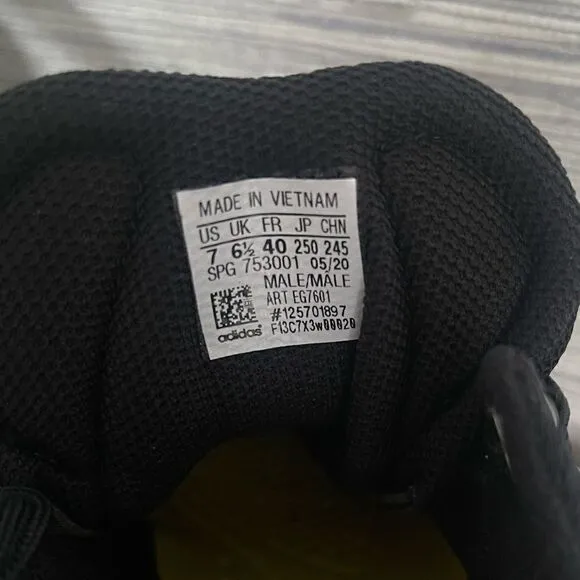 MADE IN VIETNAM
US UK FR JP CHN
7 6½ 40 250 245
SPG 753001 05/20
MALE/MÂLE
ART EG7601
#125701897
adidas® F13C7X3w00020